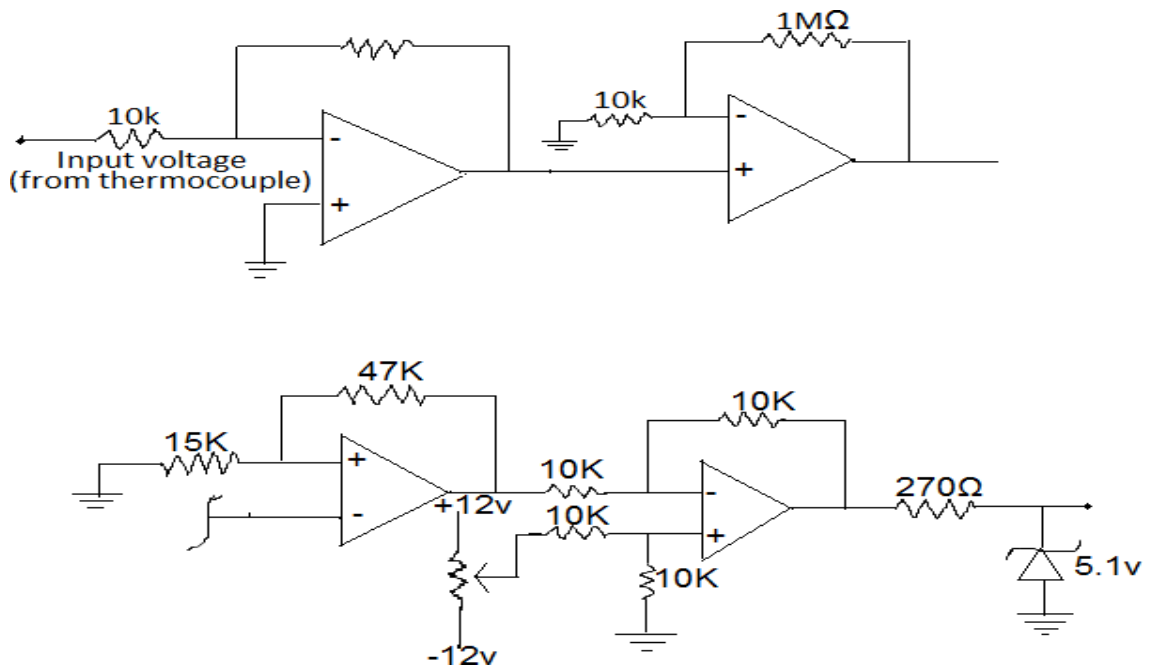 1MΩ
10k
10k
-
-
Input voltage
(from thermocouple)
+
+
47K
10K
15K
+
10K
-
270Ω
-
+12v
10K
+
10K
5.1v
-12v